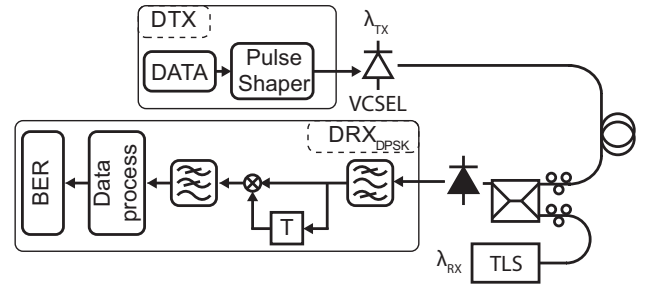 DTX
DATA
Pulse
Shaper
λTX
VCSEL
DRXDPSK
BER
Data
process
T
λRX
TLS